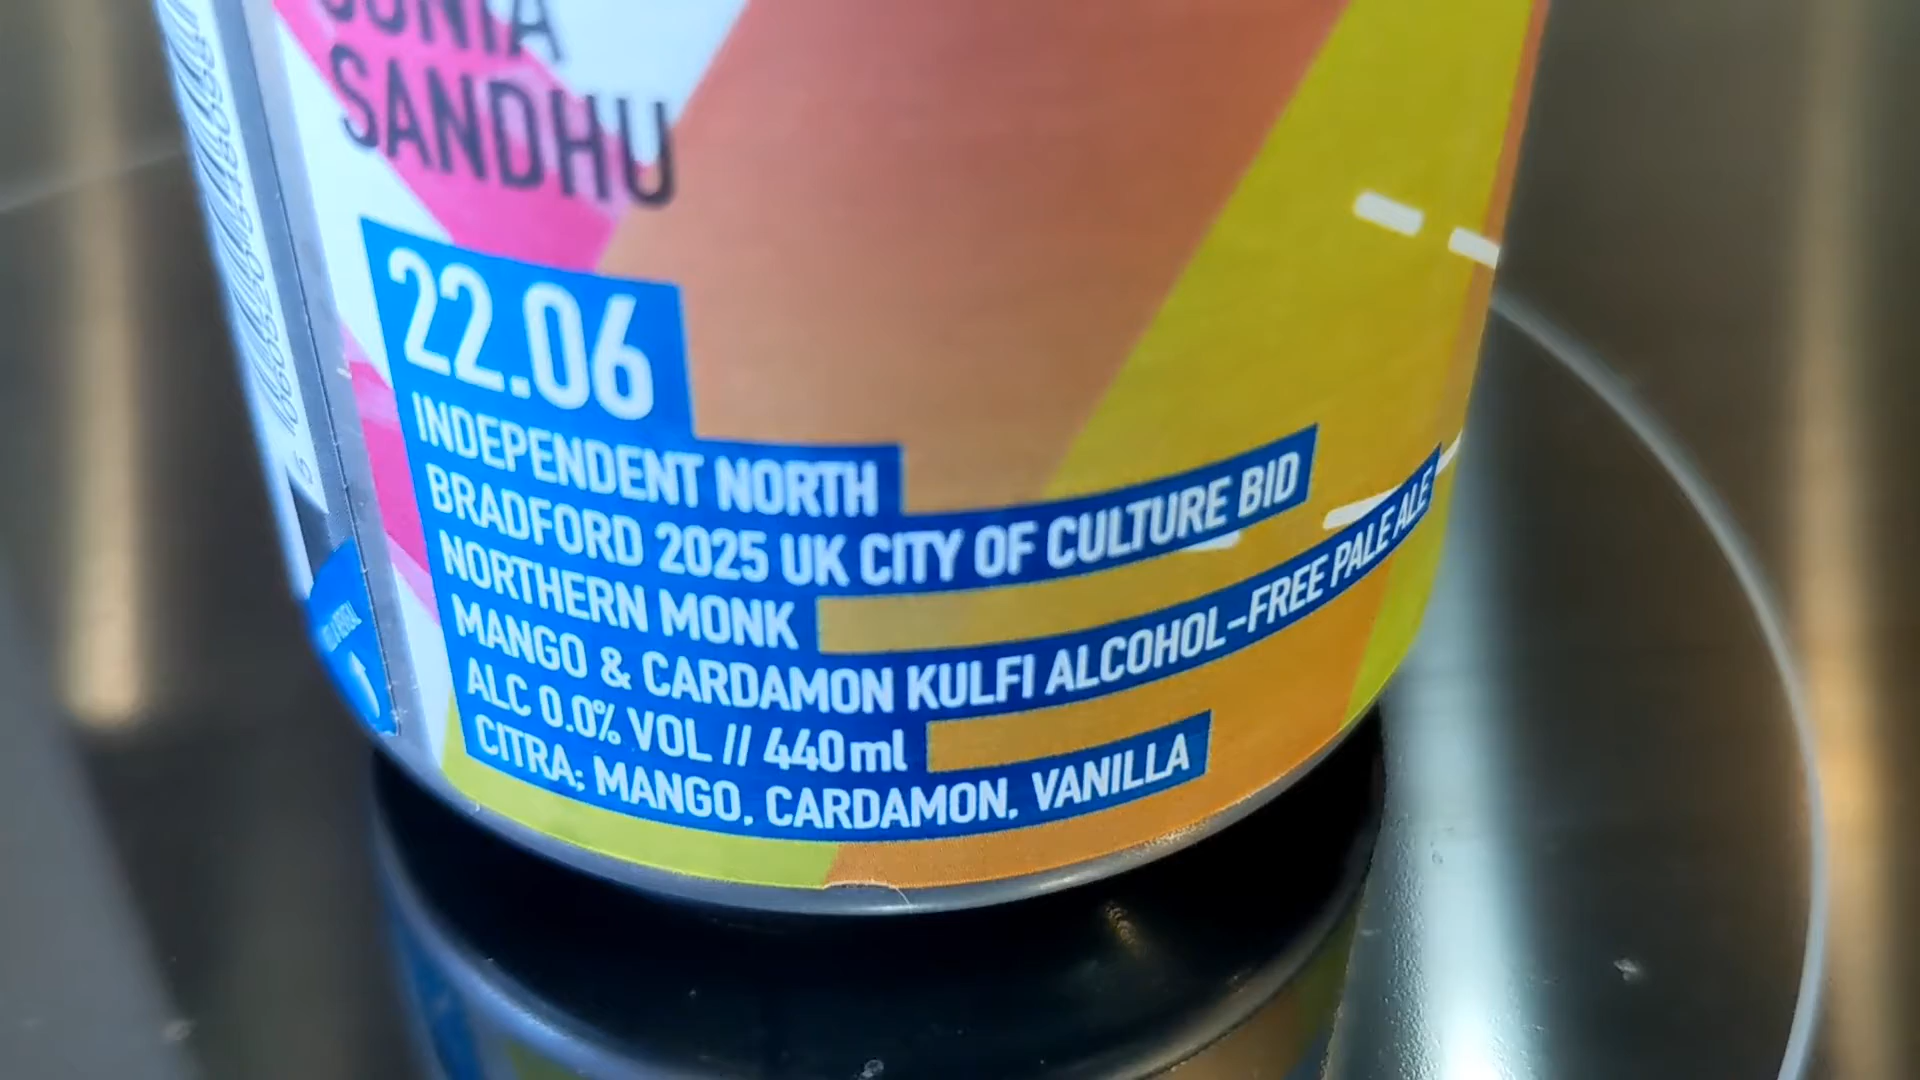 SANDHU
22.06
INDEPENDENT NORTH
BRADFORD 2025 UK CITY OF CULTURE BID
NORTHERN MONK
MANGO & CARDAMON KULFI ALCOHOL-FREE PALE ALE
ALC 0.0% VOL // 440ml
CITRA; MANGO, CARDAMON, VANILLA